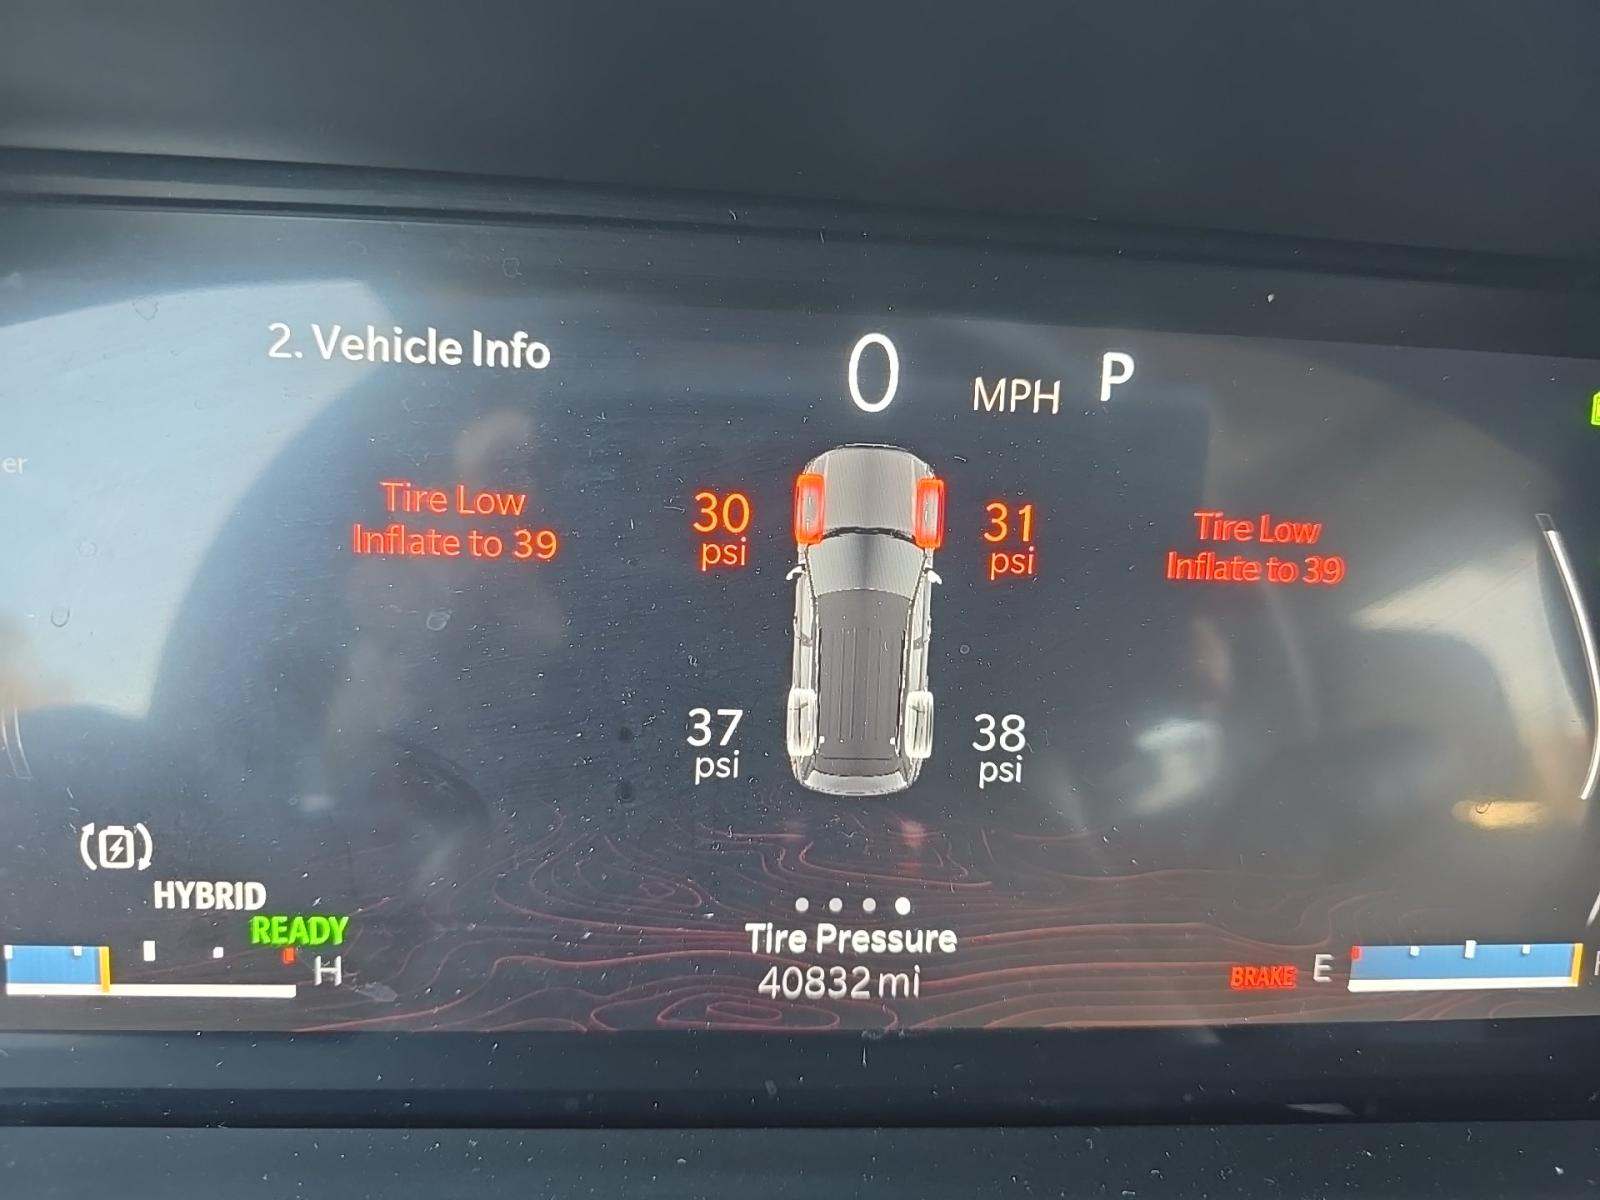 2. Vehicle Info
0 MPH P
er
Tire Low
Inflate to 39
30
psi
31
psi
Tire Low
Inflate to 39
37
psi
38
psi
HYBRID
READY
H
Tire Pressure
40832 mi
BRAKE
E